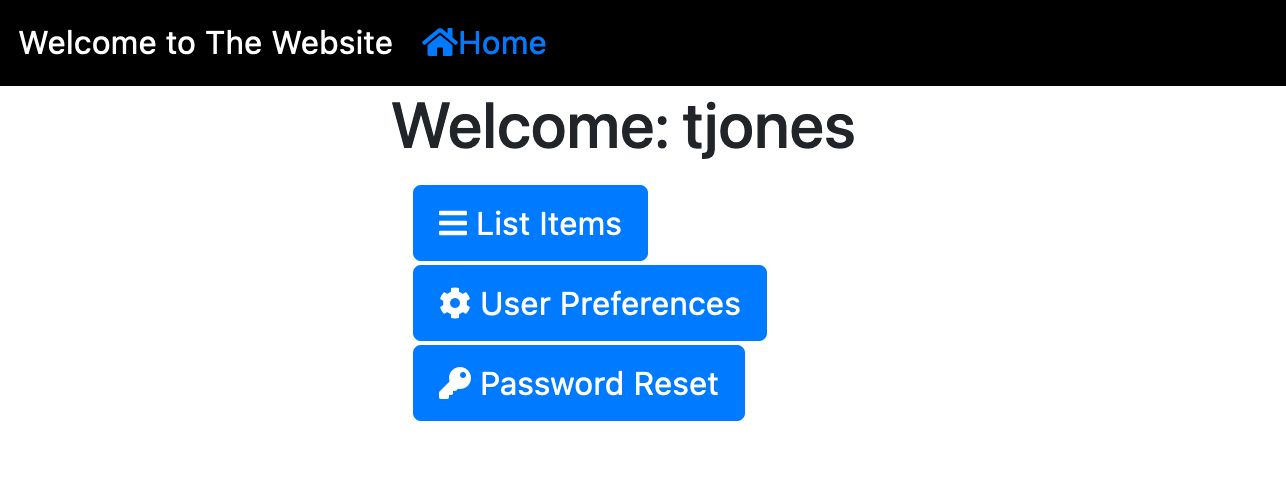 Welcome to The Website Home
Welcome: tjones
List Items
User Preferences
Password Reset